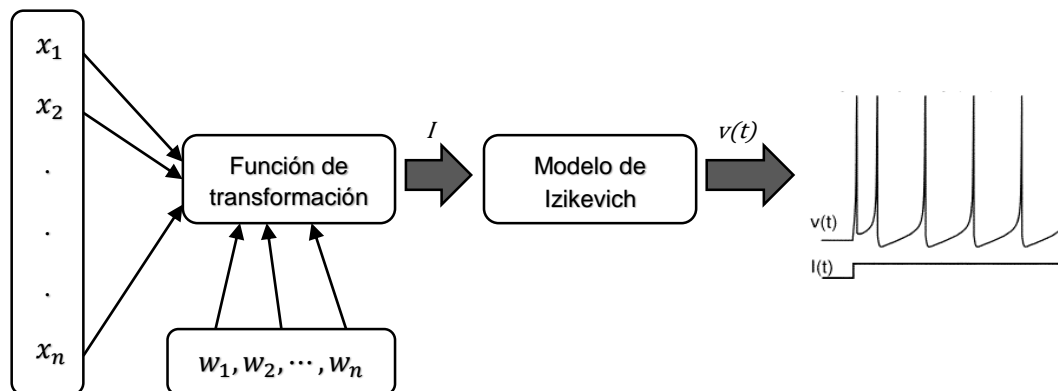 x₁
x₂
.
.
.
xₙ
Función de
transformación
w₁, w₂, ⋯ , wₙ
I
Modelo de
Izikevich
v(t)
v(t)
I(t)